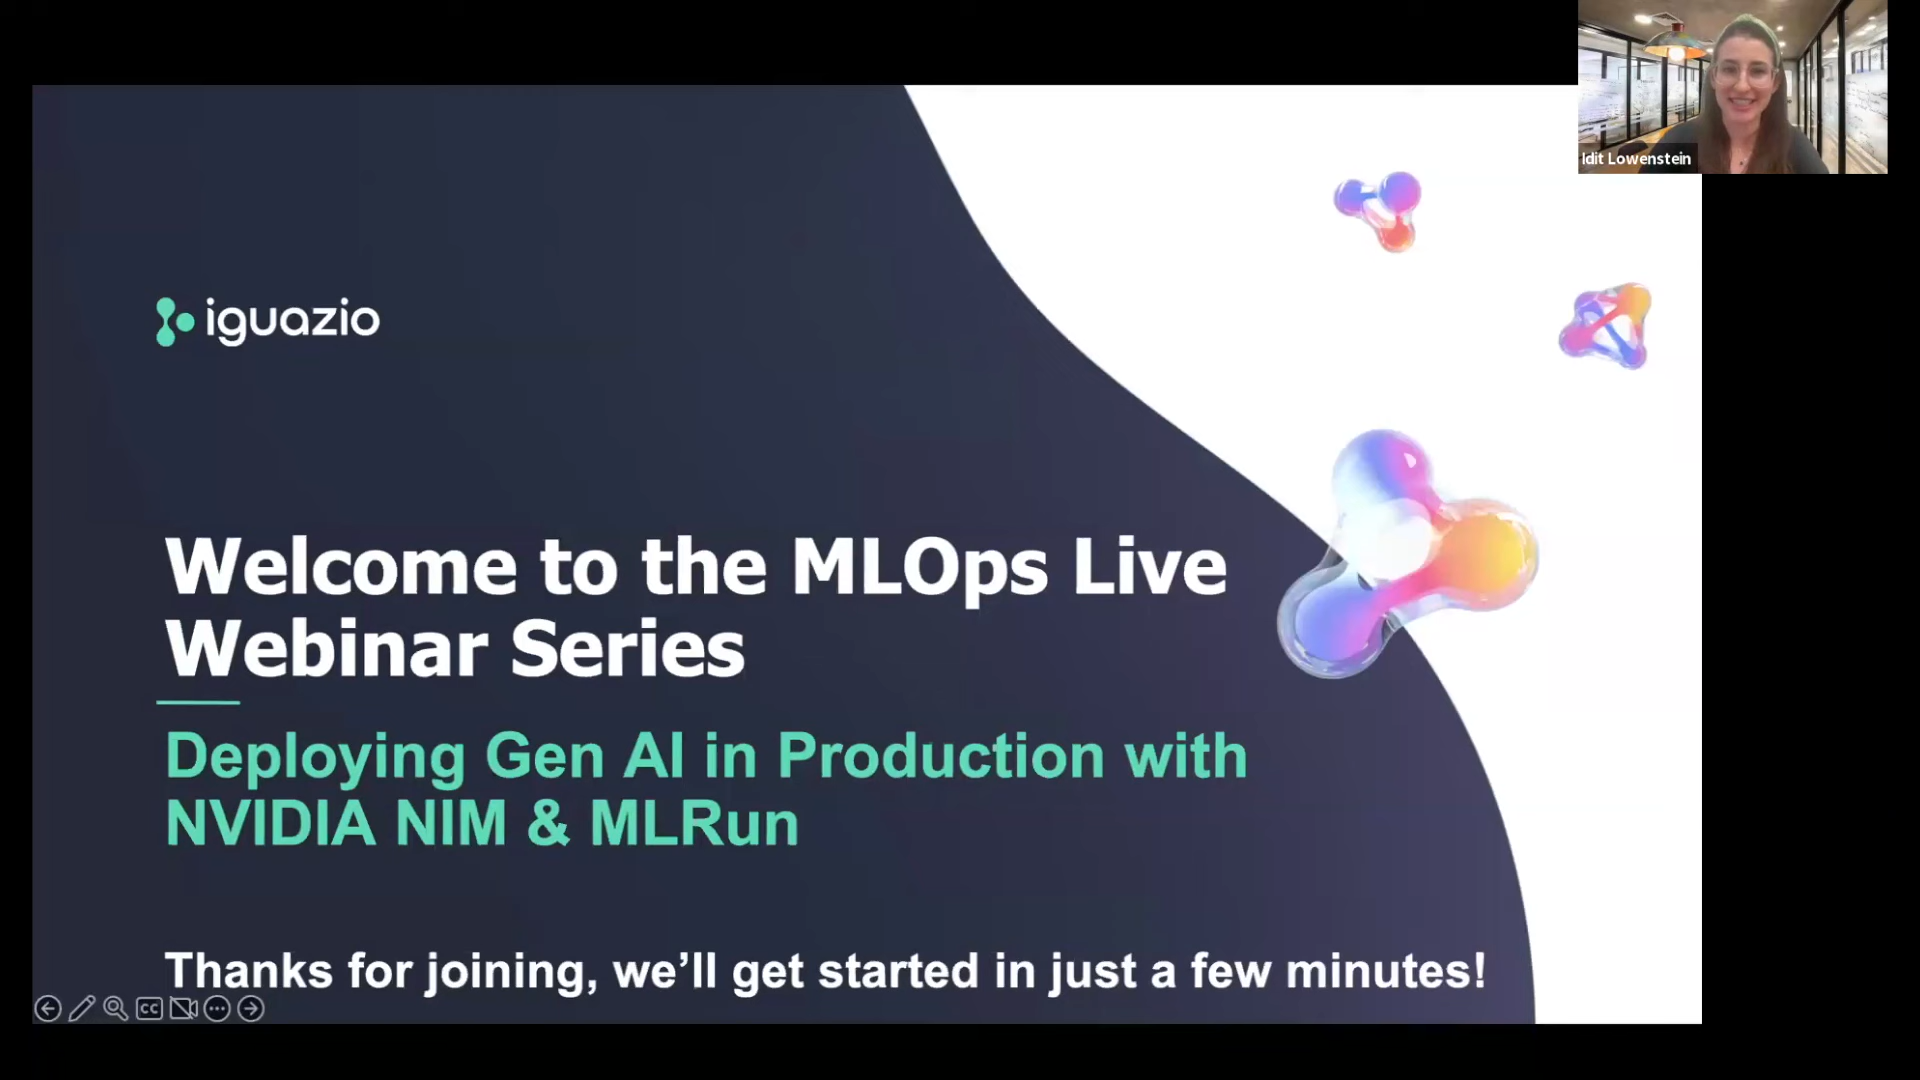 Idit Lowenstein
iguazio
Welcome to the MLOps Live
Webinar Series
Deploying Gen AI in Production with
NVIDIA NIM & MLRun
Thanks for joining, we’ll get started in just a few minutes!
CC